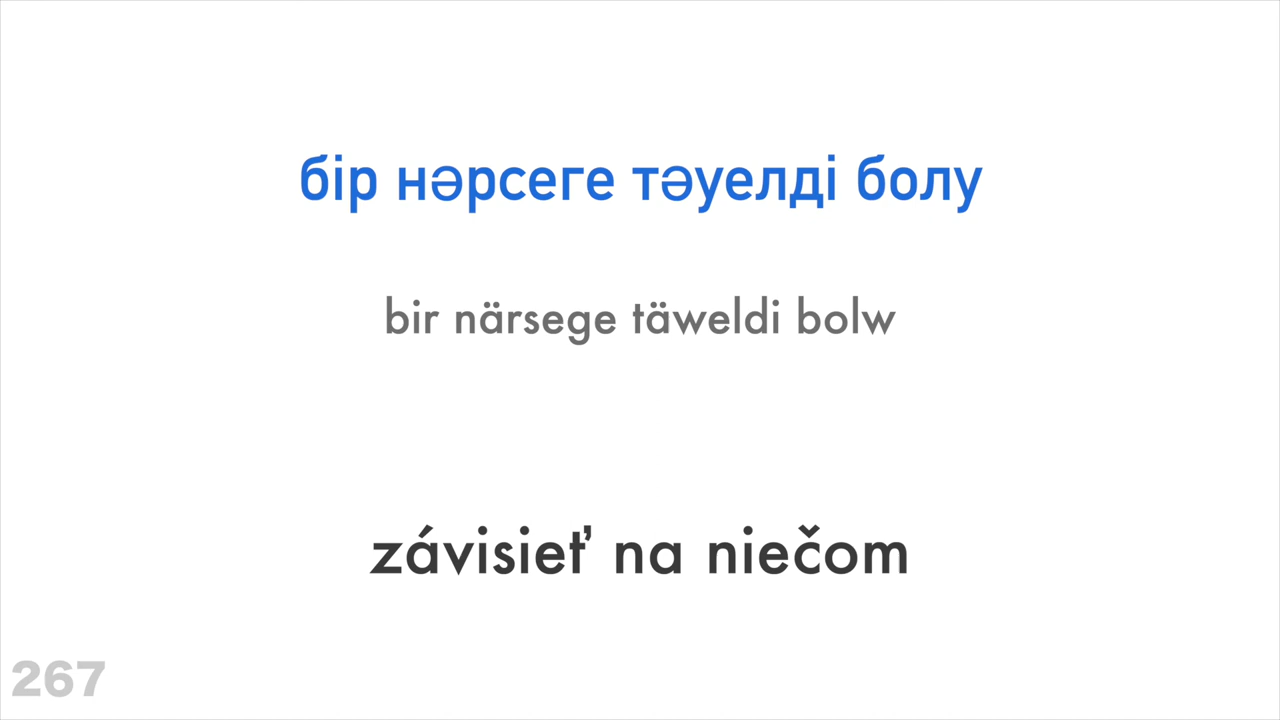 бір нәрсеге тәуелді болу
bir närsege täweldi bolw
závisieť na niečom
267